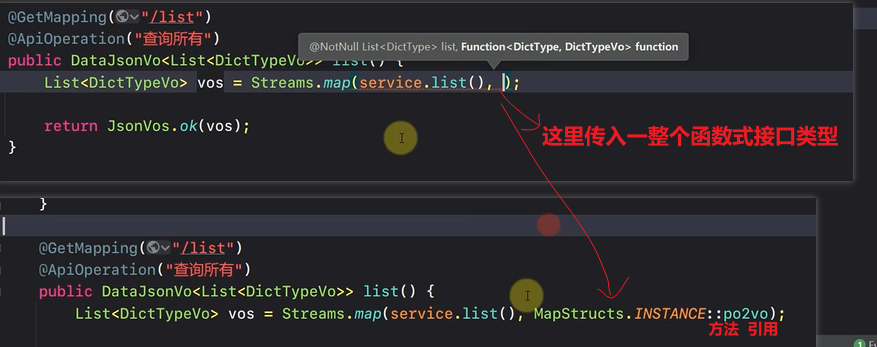 @GetMapping("/list")
@ApiOperation("查询所有")
@NotNull List<DictType> list, Function<DictType, DictTypeVo> function
public DataJsonVo<List<DictTypeVo>> list() {
List<DictTypeVo> vos = Streams.map(service.list(), );
这里传入一整个函数式接口类型
return JsonVos.ok(vos);
}
}
@GetMapping("/list")
@ApiOperation("查询所有")
public DataJsonVo<List<DictTypeVo>> list() {
List<DictTypeVo> vos = Streams.map(service.list(), MapStructs.INSTANCE::po2vo);
方法 引用